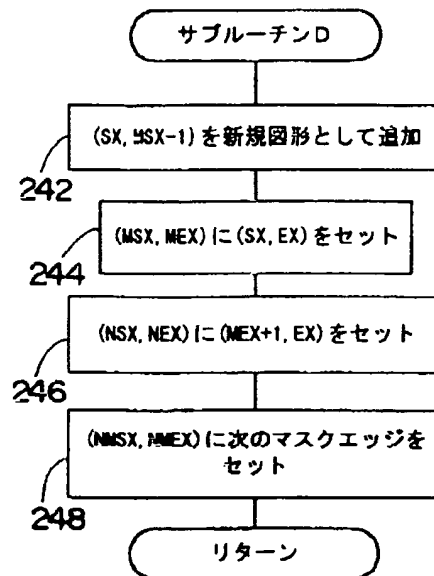 サブルーチンD
(SX, MSX-1)を新規図形として追加
242
(MSX, MEX)に(SX, EX)をセット
244
(NSX, NEX)に(MEX+1, EX)をセット
246
(NMSX, NMEX)に次のマスクエッジを
セット
248
リターン